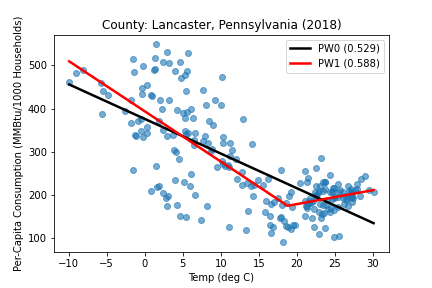 County: Lancaster, Pennsylvania (2018)
PW0 (0.529)
PW1 (0.588)
Per-Capita Consumption (MMBtu/1000 Households)
500
400
300
200
100
−10 −5 0 5 10 15 20 25 30
Temp (deg C)